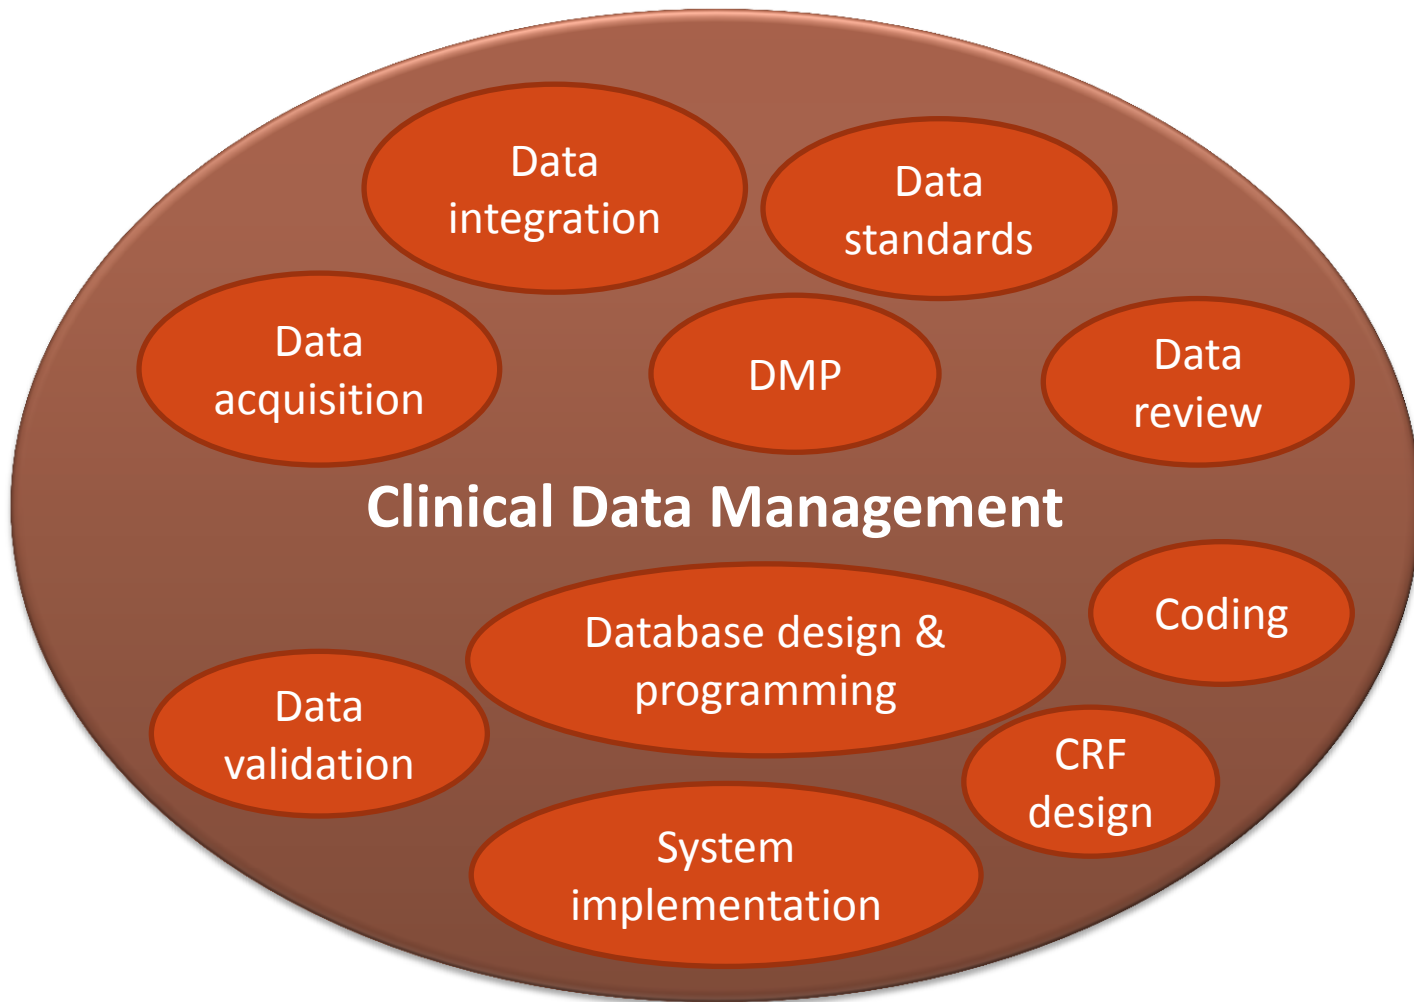 Data
integration
Data
standards
Data
acquisition
DMP
Data
review
Clinical Data Management
Coding
Database design &
programming
Data
validation
CRF
design
System
implementation